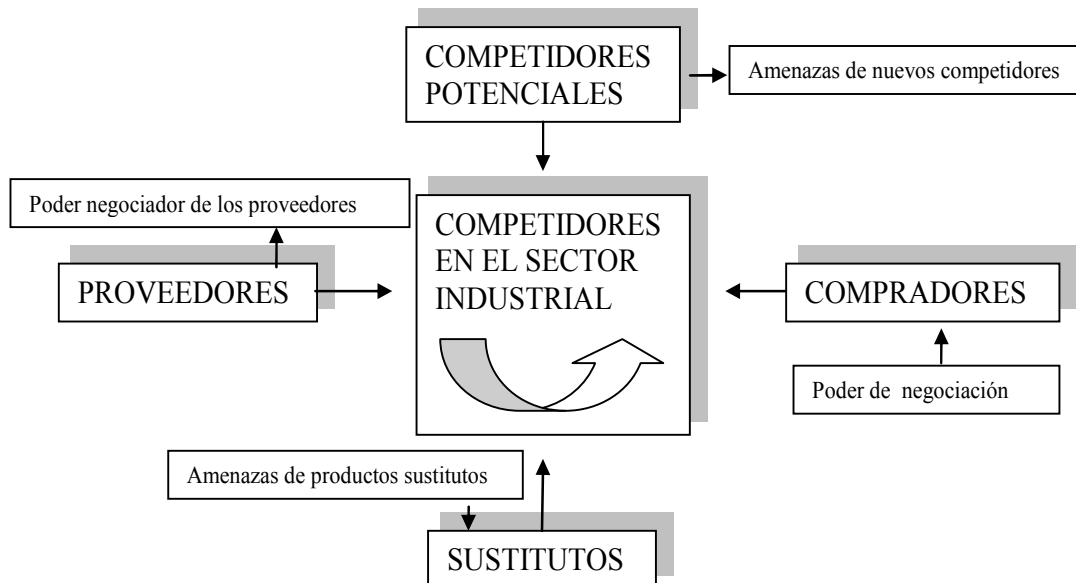 COMPETIDORES
POTENCIALES
Amenazas de nuevos competidores
Poder negociador de los proveedores
PROVEEDORES
COMPETIDORES
EN EL SECTOR
INDUSTRIAL
COMPRADORES
Poder de negociación
Amenazas de productos sustitutos
SUSTITUTOS